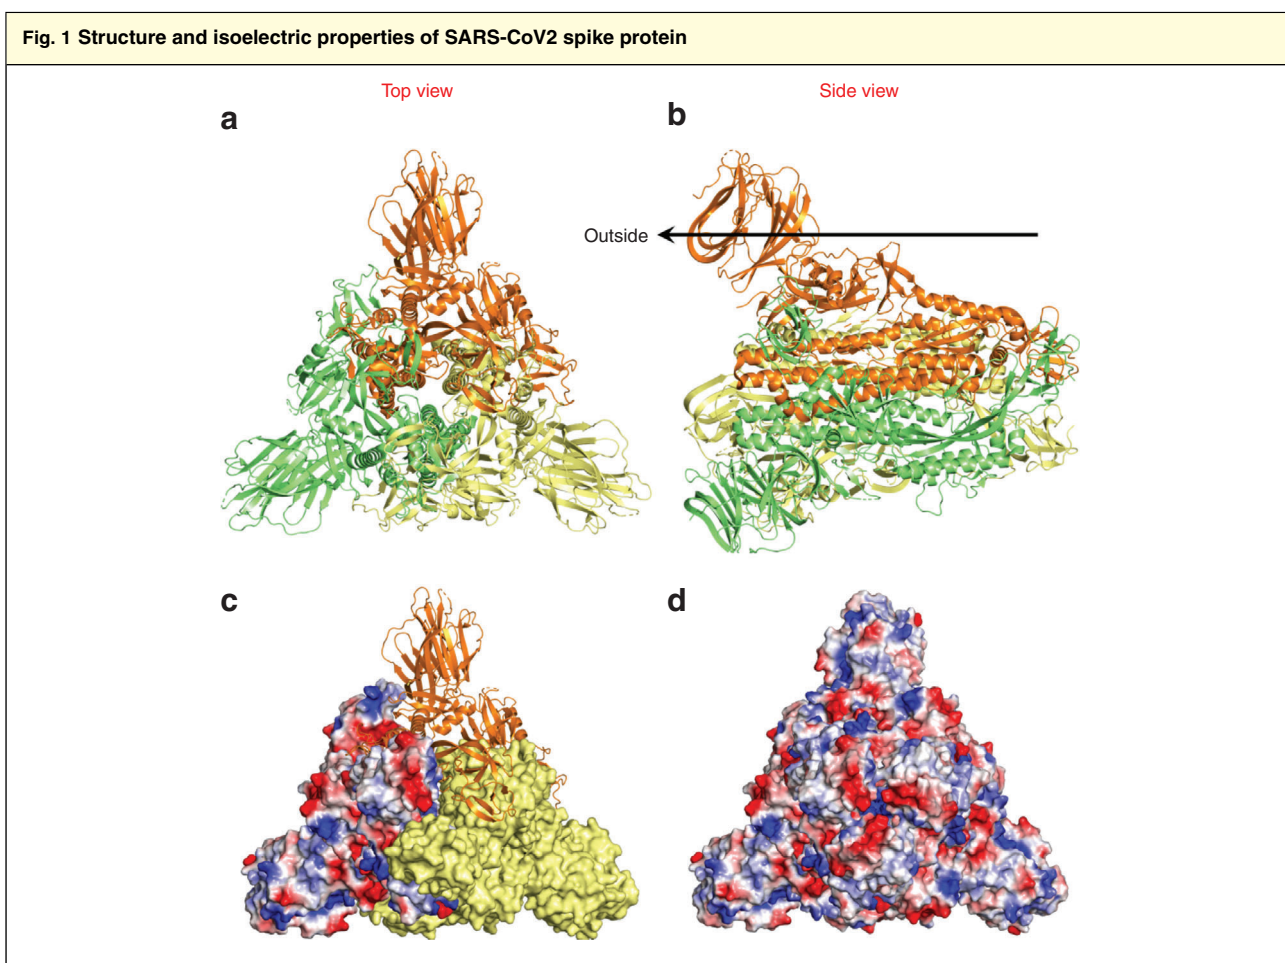 Fig. 1 Structure and isoelectric properties of SARS-CoV2 spike protein
Top view
Side view
a
b
Outside
c
d